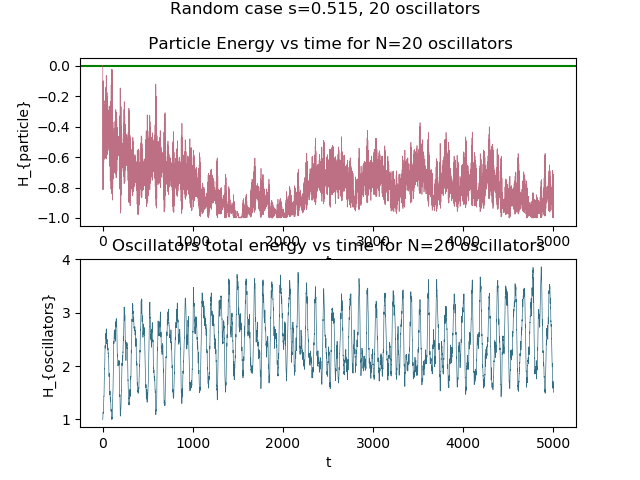 Random case s=0.515, 20 oscillators
Particle Energy vs time for N=20 oscillators
H_{particle}
0.0
−0.2
−0.4
−0.6
−0.8
−1.0
0 1000 2000 3000 4000 5000
t
Oscillators total energy vs time for N=20 oscillators
H_{oscillators}
4
3
2
1
0 1000 2000 3000 4000 5000
t